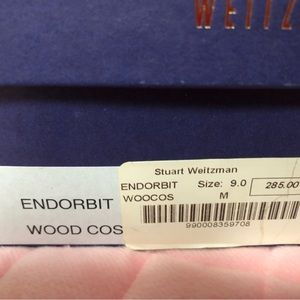 WEITZ
ENDORBIT
WOOD COS
Stuart Weitzman
ENDORBIT Size: 9.0 285.00
WOOCOS M
990008359708